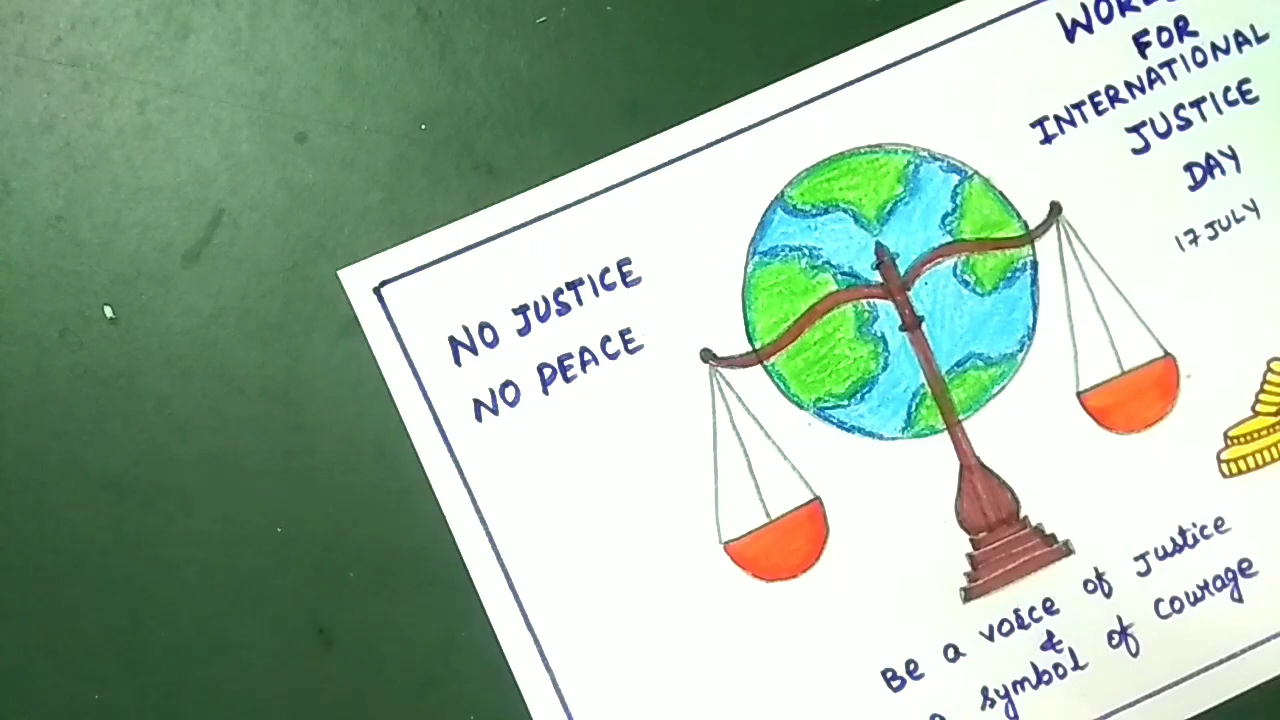 FOR
INTERNATIONAL
JUSTICE
DAY
17 JULY
NO JUSTICE
NO PEACE
Be a voice of Justice
&
symbol of courage